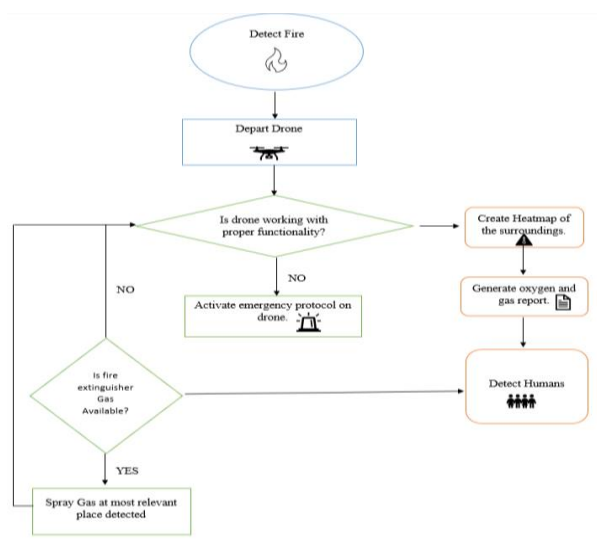 Detect Fire
Depart Drone
Is drone working with
proper functionality?
Create Heatmap of
the surroundings.
NO
Activate emergency protocol on
drone.
Generate oxygen and
gas report.
NO
Is fire
extinguisher
Gas
Available?
Detect Humans
YES
Spray Gas at most relevant
place detected